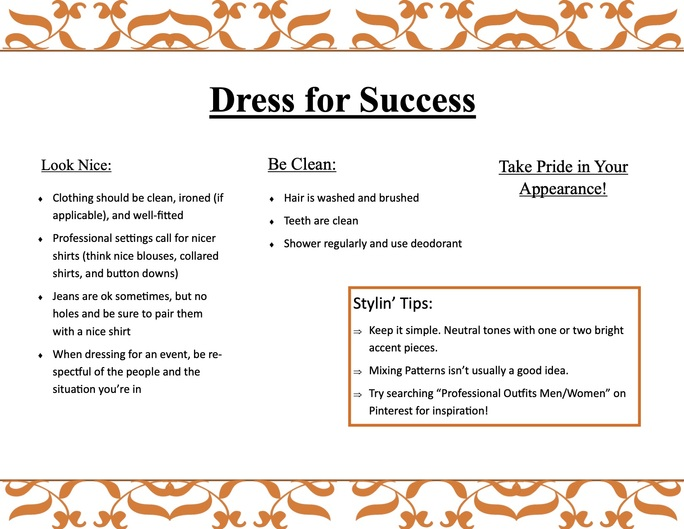 Dress for Success
Look Nice:
♦ Clothing should be clean, ironed (if
applicable), and well-fitted
♦ Professional settings call for nicer
shirts (think nice blouses, collared
shirts, and button downs)
♦ Jeans are ok sometimes, but no
holes and be sure to pair them
with a nice shirt
♦ When dressing for an event, be re-
spectful of the people and the
situation you’re in
Be Clean:
♦ Hair is washed and brushed
♦ Teeth are clean
♦ Shower regularly and use deodorant
Take Pride in Your
Appearance!
Stylin’ Tips:
⇒ Keep it simple. Neutral tones with one or two bright
accent pieces.
⇒ Mixing Patterns isn’t usually a good idea.
⇒ Try searching “Professional Outfits Men/Women” on
Pinterest for inspiration!